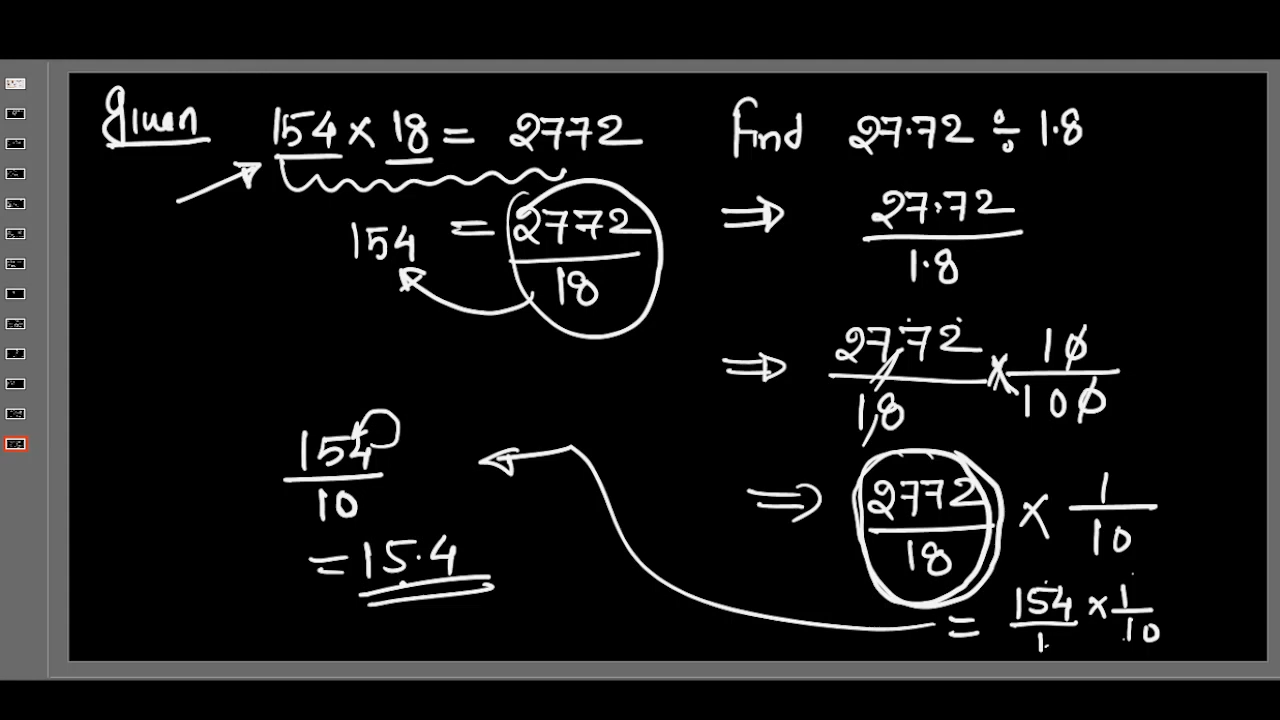 Given 154 × 18 = 2772
154 = 2772/18
Find 27.72 ÷ 1.8
⇒ 27.72/1.8
⇒ 27.72/1.8 × 10/100
⇒ 2772/18 × 1/10
= 154/1 × 1/10
154/10
= 15.4